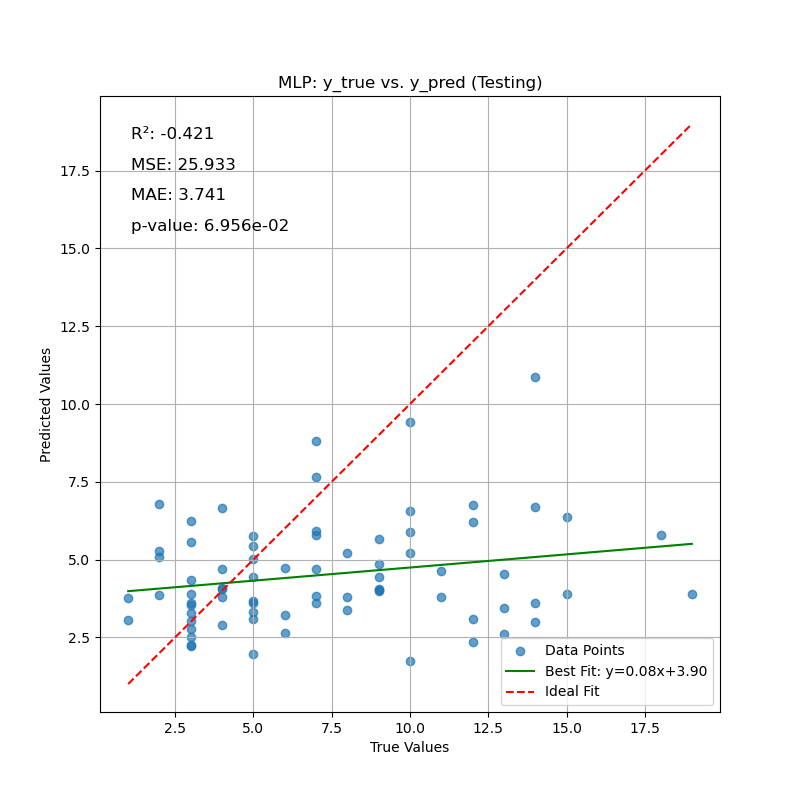 MLP: y_true vs. y_pred (Testing)
R²: -0.421
MSE: 25.933
MAE: 3.741
p-value: 6.956e-02
Predicted Values
17.5
15.0
12.5
10.0
7.5
5.0
2.5
Data Points
Best Fit: y=0.08x+3.90
Ideal Fit
2.5 5.0 7.5 10.0 12.5 15.0 17.5
True Values